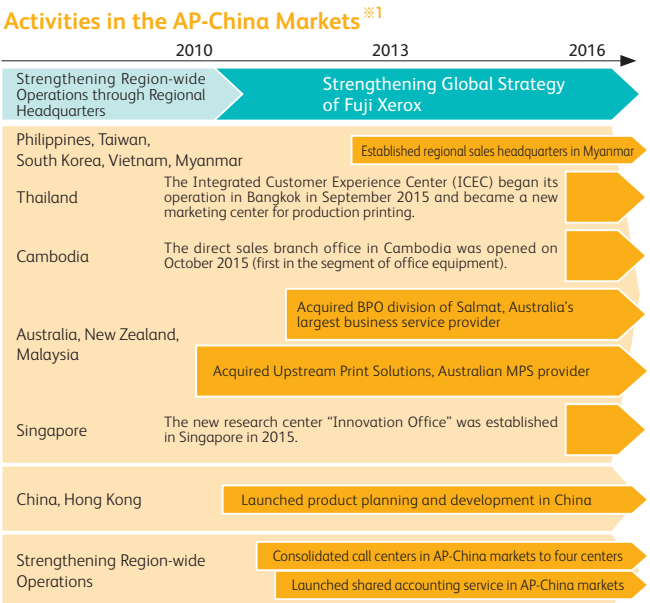 Activities in the AP-China Markets※1
2010 2013 2016
Strengthening Region-wide
Operations through Regional
Headquarters
Strengthening Global Strategy
of Fuji Xerox
Philippines, Taiwan,
South Korea, Vietnam, Myanmar
Established regional sales headquarters in Myanmar
Thailand
The Integrated Customer Experience Center (ICEC) began its
operation in Bangkok in September 2015 and became a new
marketing center for production printing.
Cambodia
The direct sales branch office in Cambodia was opened on
October 2015 (first in the segment of office equipment).
Australia, New Zealand,
Malaysia
Acquired BPO division of Salmat, Australia's
largest business service provider
Acquired Upstream Print Solutions, Australian MPS provider
Singapore
The new research center “Innovation Office” was established
in Singapore in 2015.
China, Hong Kong
Launched product planning and development in China
Strengthening Region-wide
Operations
Consolidated call centers in AP-China markets to four centers
Launched shared accounting service in AP-China markets